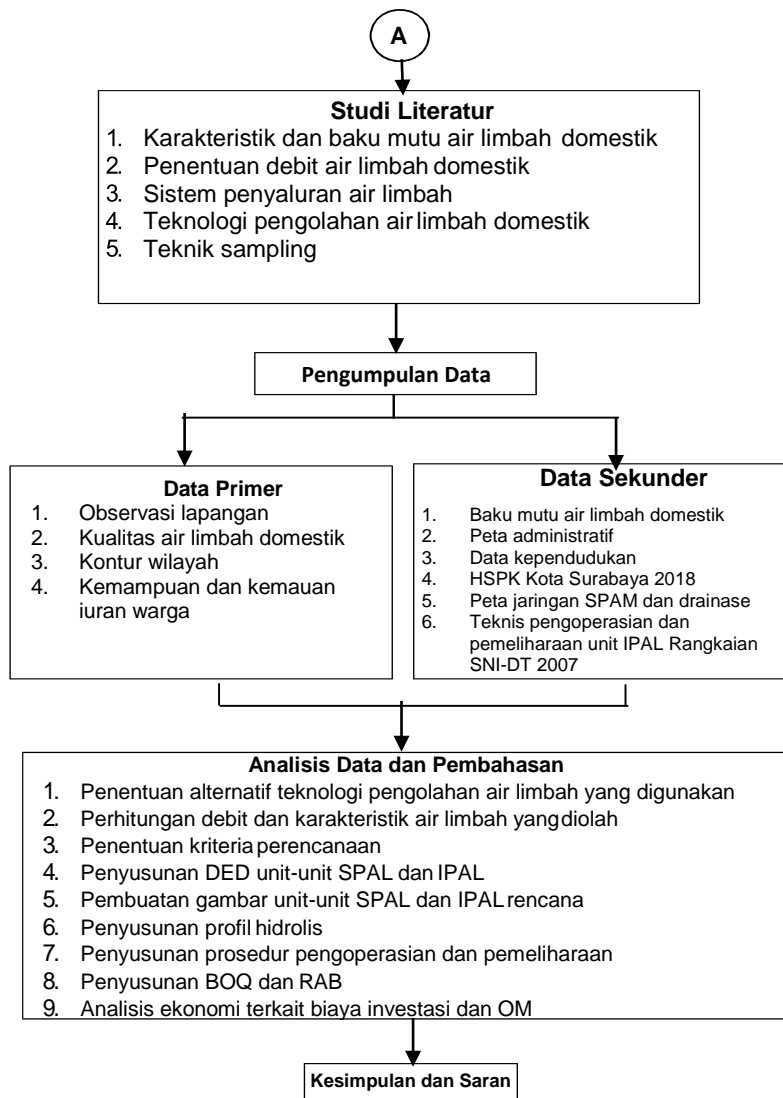 A
Studi Literatur
1. Karakteristik dan baku mutu air limbah domestik
2. Penentuan debit air limbah domestik
3. Sistem penyaluran air limbah
4. Teknologi pengolahan air limbah domestik
5. Teknik sampling
Pengumpulan Data
Data Primer
1. Observasi lapangan
2. Kualitas air limbah domestik
3. Kontur wilayah
4. Kemampuan dan kemauan
iuran warga
Data Sekunder
1. Baku mutu air limbah domestik
2. Peta administratif
3. Data kependudukan
4. HSPK Kota Surabaya 2018
5. Peta jaringan SPAM dan drainase
6. Teknis pengoperasian dan
pemeliharaan unit IPAL Rangkaian
SNI-DT 2007
Analisis Data dan Pembahasan
1. Penentuan alternatif teknologi pengolahan air limbah yang digunakan
2. Perhitungan debit dan karakteristik air limbah yangdiolah
3. Penentuan kriteria perencanaan
4. Penyusunan DED unit-unit SPAL dan IPAL
5. Pembuatan gambar unit-unit SPAL dan IPAL rencana
6. Penyusunan profil hidrolis
7. Penyusunan prosedur pengoperasian dan pemeliharaan
8. Penyusunan BOQ dan RAB
9. Analisis ekonomi terkait biaya investasi dan OM
Kesimpulan dan Saran